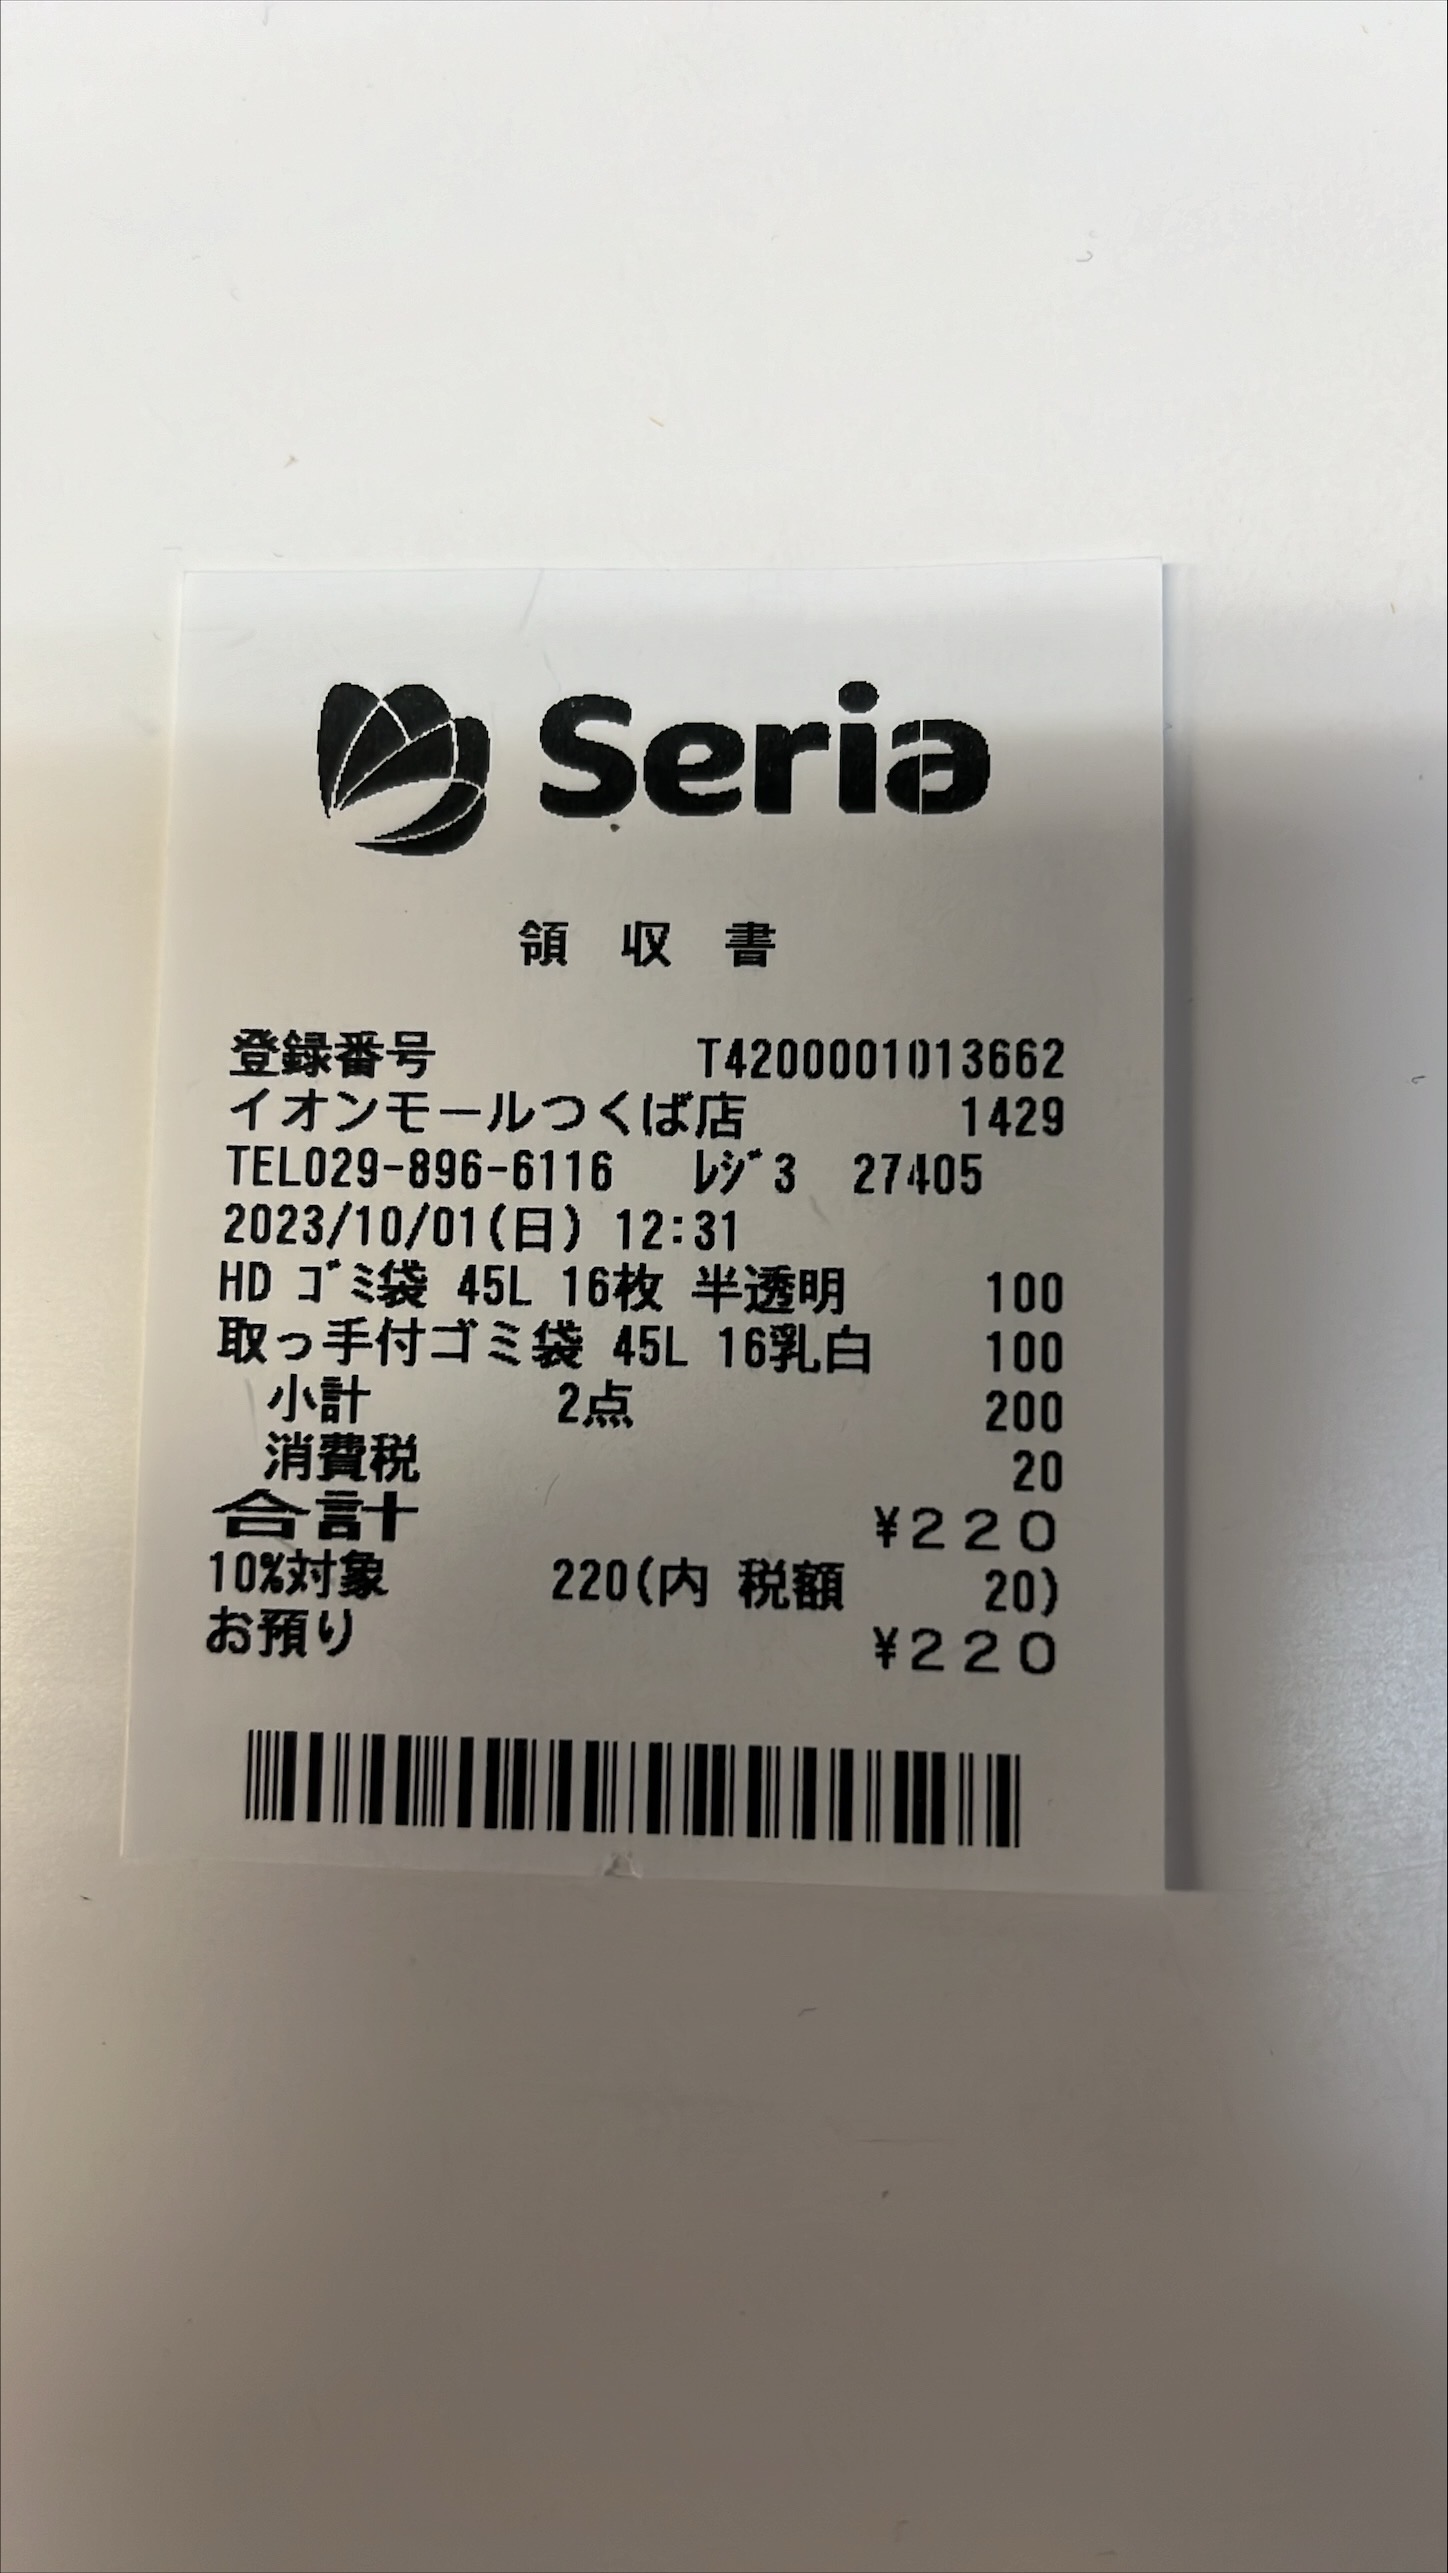 Seria
領 収 書
登録番号 T4200001013662
イオンモールつくば店 1429
TEL029-896-6116 ﾚｼﾞ3 27405
2023/10/01(日) 12:31
HD ｺﾞﾐ袋 45L 16枚 半透明 100
取っ手付ゴミ袋 45L 16乳白 100
小計 2点 200
消費税 20
合計 ¥220
10%対象 220(内 税額 20)
お預り ¥220